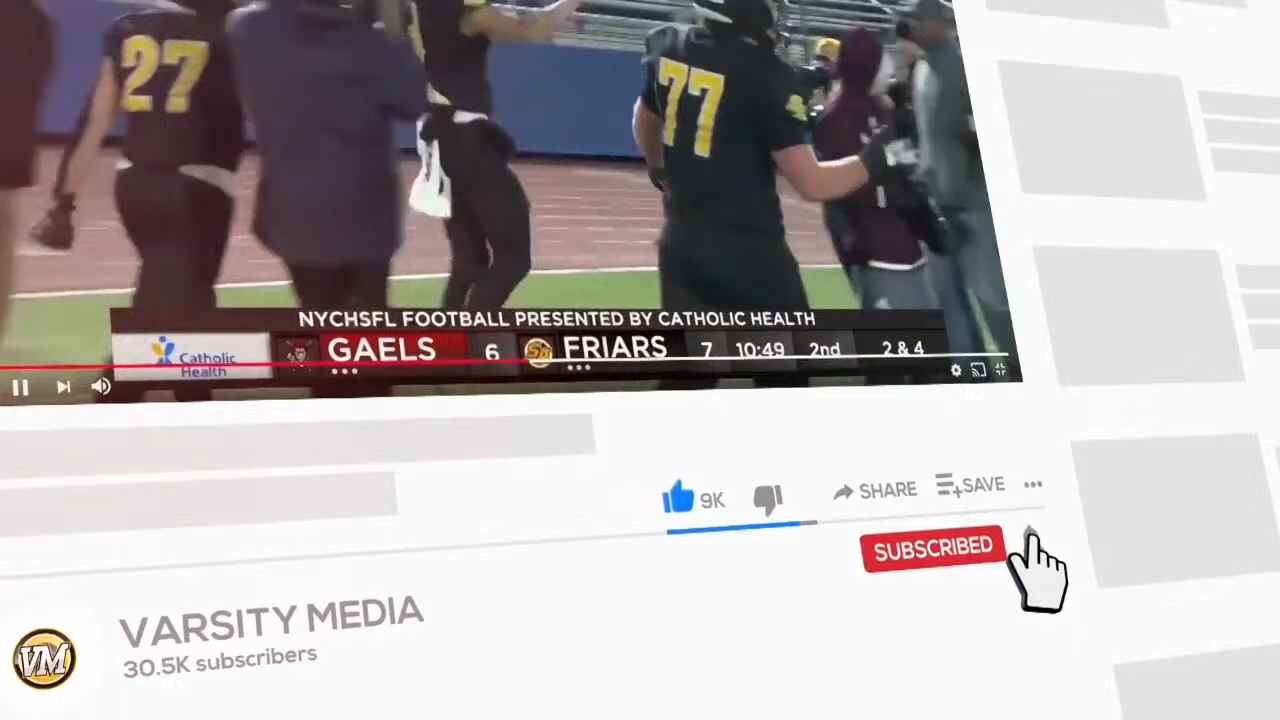 27
77
NYCHSFL FOOTBALL PRESENTED BY CATHOLIC HEALTH
Catholic Health
GAELS 6 FRIARS 7 10:49 2nd 2 & 4
9K SHARE SAVE
SUBSCRIBED
VM
VARSITY MEDIA
30.5K subscribers